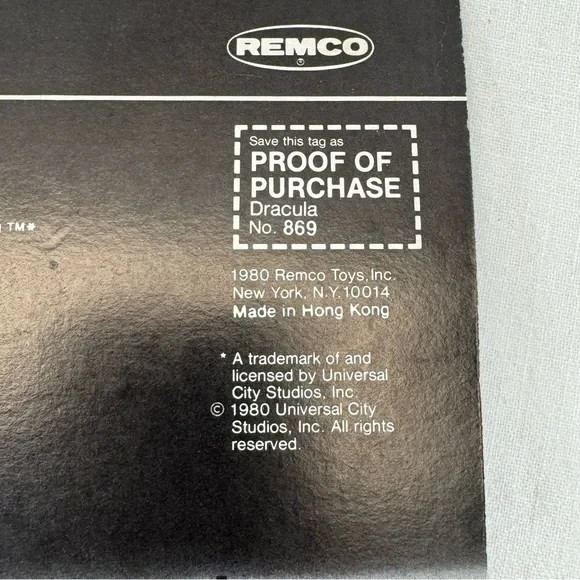 REMCO
®
Save this tag as
PROOF OF
PURCHASE
Dracula
No. 869
TM*
1980 Remco Toys, Inc.
New York, N.Y. 10014
Made in Hong Kong
* A trademark of and
licensed by Universal
City Studios, Inc
© 1980 Universal City
Studios, Inc. All rights
reserved.